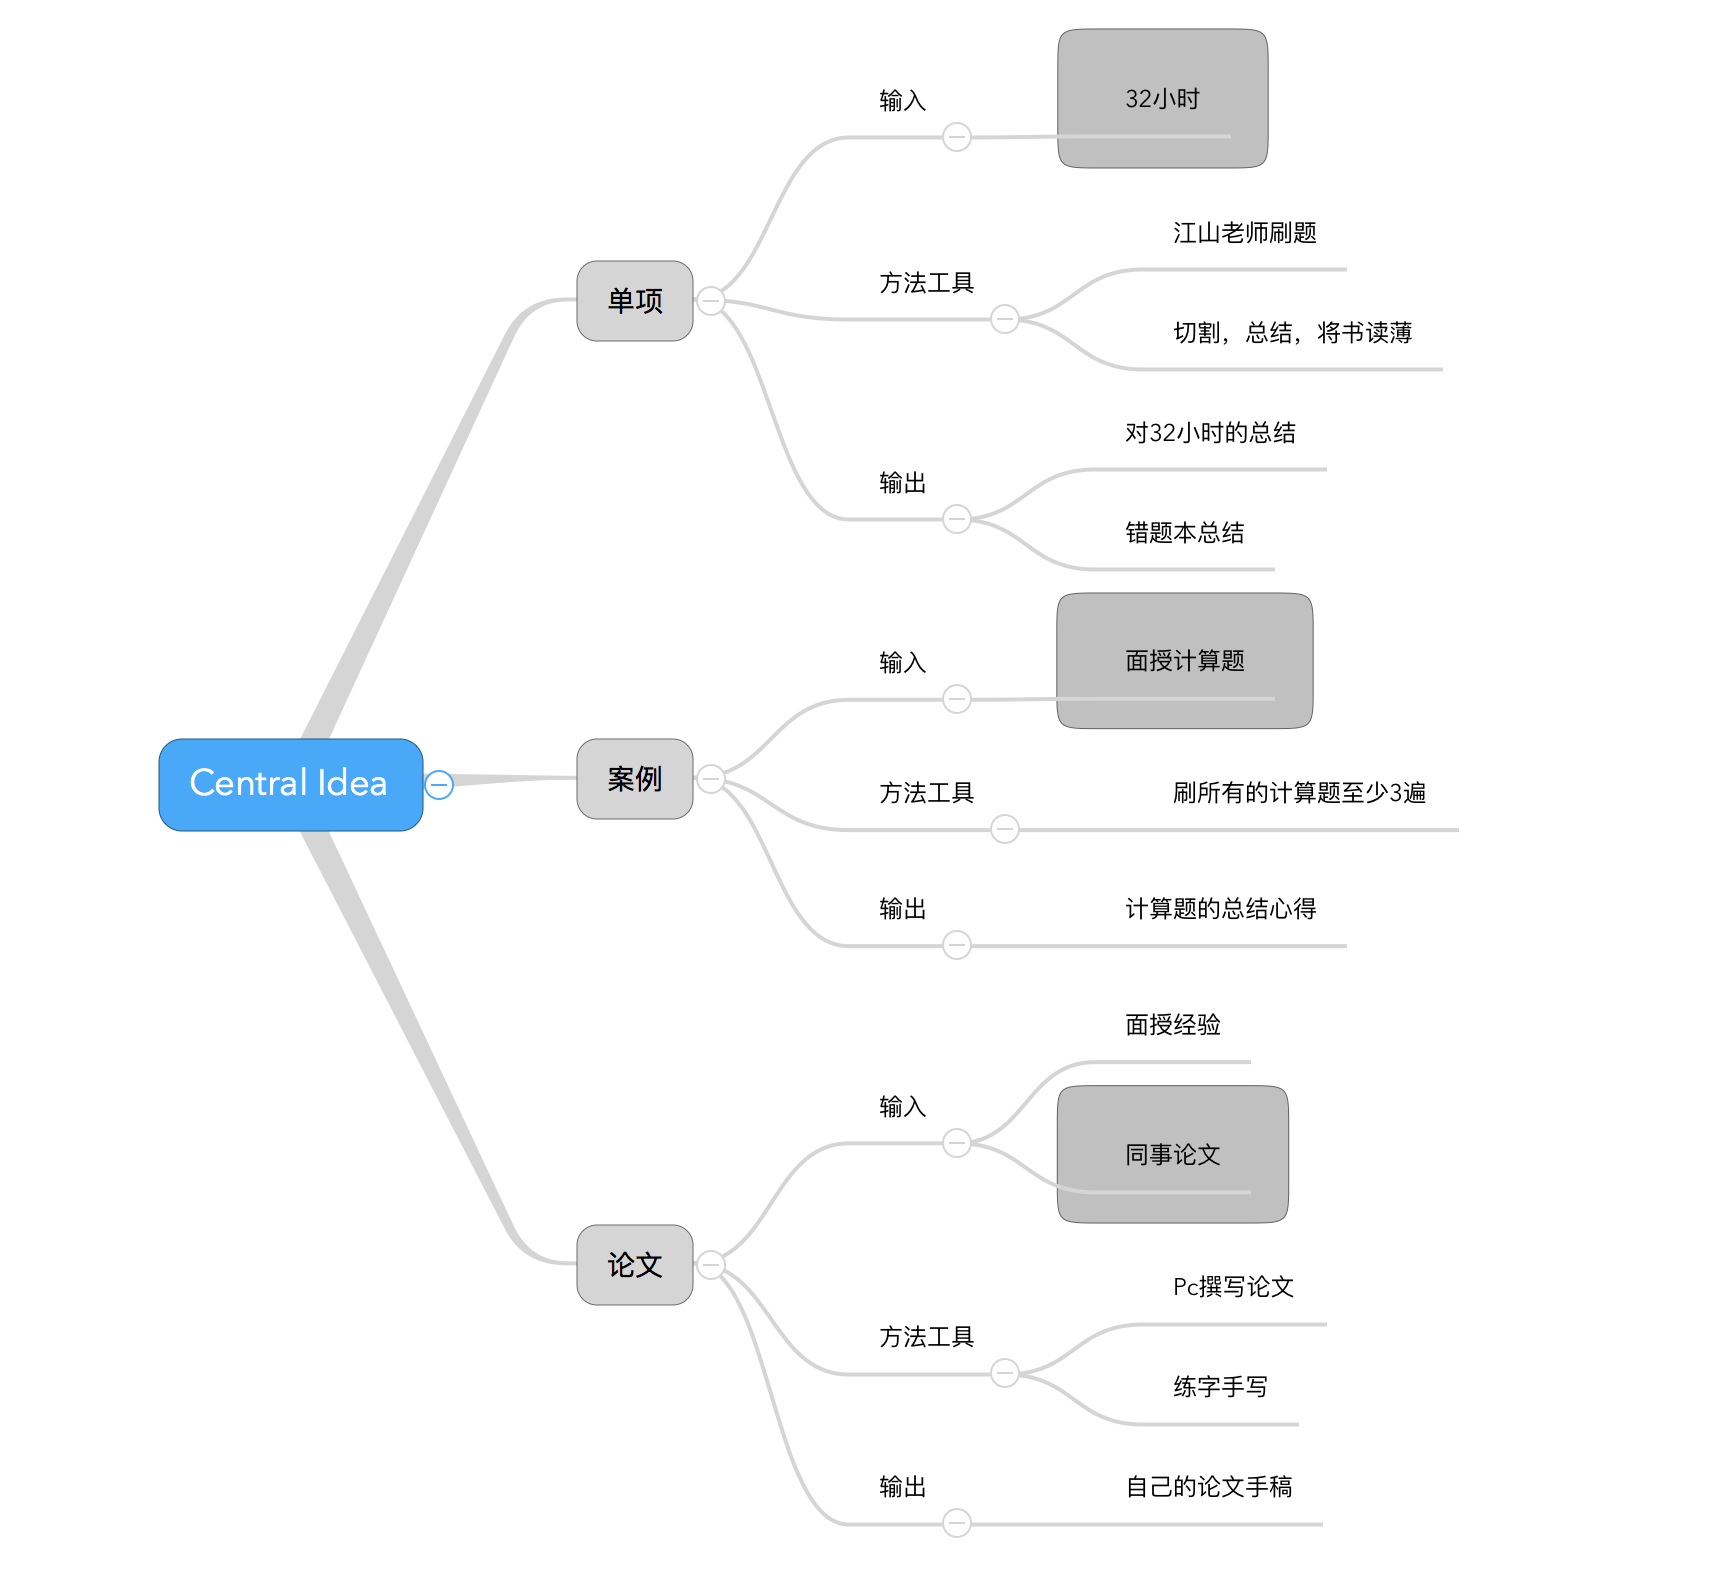 Central Idea
单项
输入
32小时
方法工具
江山老师刷题
切割，总结，将书读薄
输出
对32小时的总结
错题本总结
案例
输入
面授计算题
方法工具
刷所有的计算题至少3遍
输出
计算题的总结心得
论文
输入
面授经验
同事论文
方法工具
Pc撰写论文
练字手写
输出
自己的论文手稿